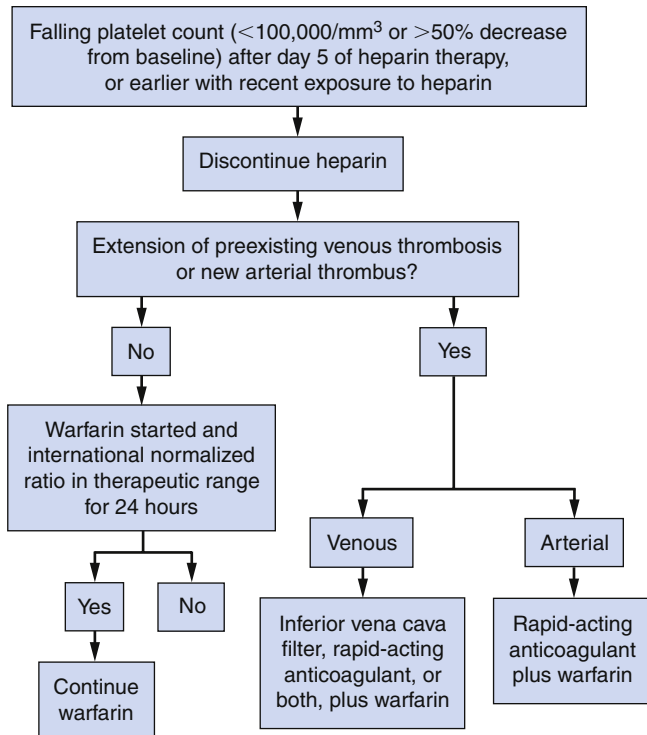 Falling platelet count (<100,000/mm³ or >50% decrease
from baseline) after day 5 of heparin therapy,
or earlier with recent exposure to heparin
Discontinue heparin
Extension of preexisting venous thrombosis
or new arterial thrombus?
No
Yes
Warfarin started and
international normalized
ratio in therapeutic range
for 24 hours
Venous
Arterial
Yes
No
Inferior vena cava
filter, rapid-acting
anticoagulant, or
both, plus warfarin
Rapid-acting
anticoagulant
plus warfarin
Continue
warfarin